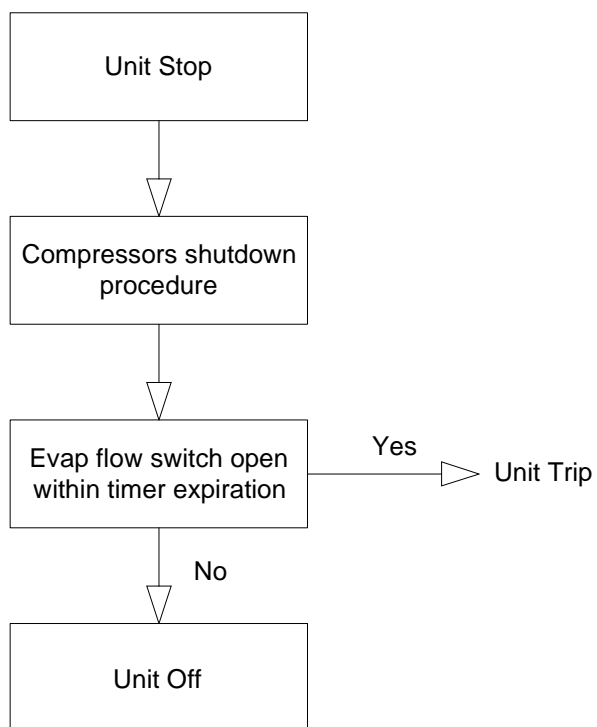 Unit Stop
Compressors shutdown
procedure
Evap flow switch open
within timer expiration
Yes
Unit Trip
No
Unit Off